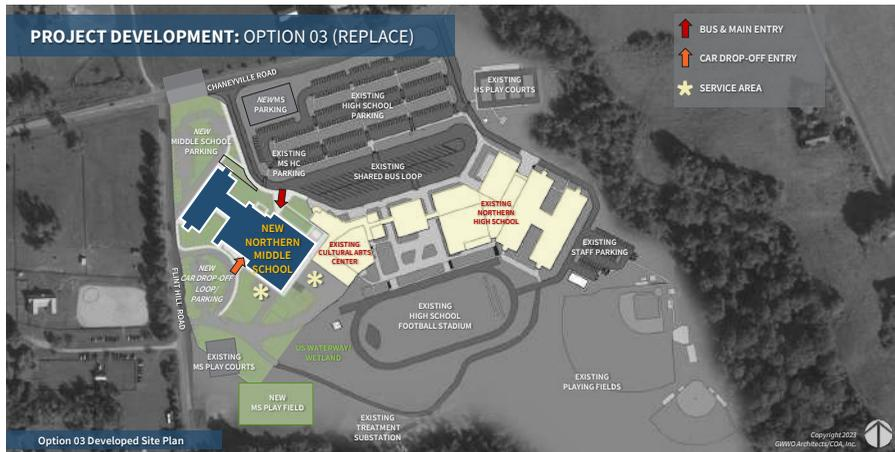 PROJECT DEVELOPMENT: OPTION 03 (REPLACE)
BUS & MAIN ENTRY
CAR DROP-OFF ENTRY
SERVICE AREA
CHANEYVILLE ROAD
NEW MS
PARKING
EXISTING
HIGH SCHOOL
PARKING
EXISTING
HS PLAY COURTS
NEW
MIDDLE SCHOOL
PARKING
EXISTING
MS HC
PARKING
EXISTING
SHARED BUS LOOP
NEW
NORTHERN
MIDDLE
SCHOOL
EXISTING
CULTURAL ARTS
CENTER
EXISTING
NORTHERN
HIGH SCHOOL
EXISTING
STAFF PARKING
NEW
CAR DROP-OFF
LOOP/
PARKING
FLINT HILL ROAD
EXISTING
HIGH SCHOOL
FOOTBALL STADIUM
US WATERWAY/
WETLAND
EXISTING
MS PLAY COURTS
NEW
MS PLAY FIELD
EXISTING
PLAYING FIELDS
EXISTING
TREATMENT
SUBSTATION
Option 03 Developed Site Plan
Copyright 2023
GWWO Architects/COA, Inc.